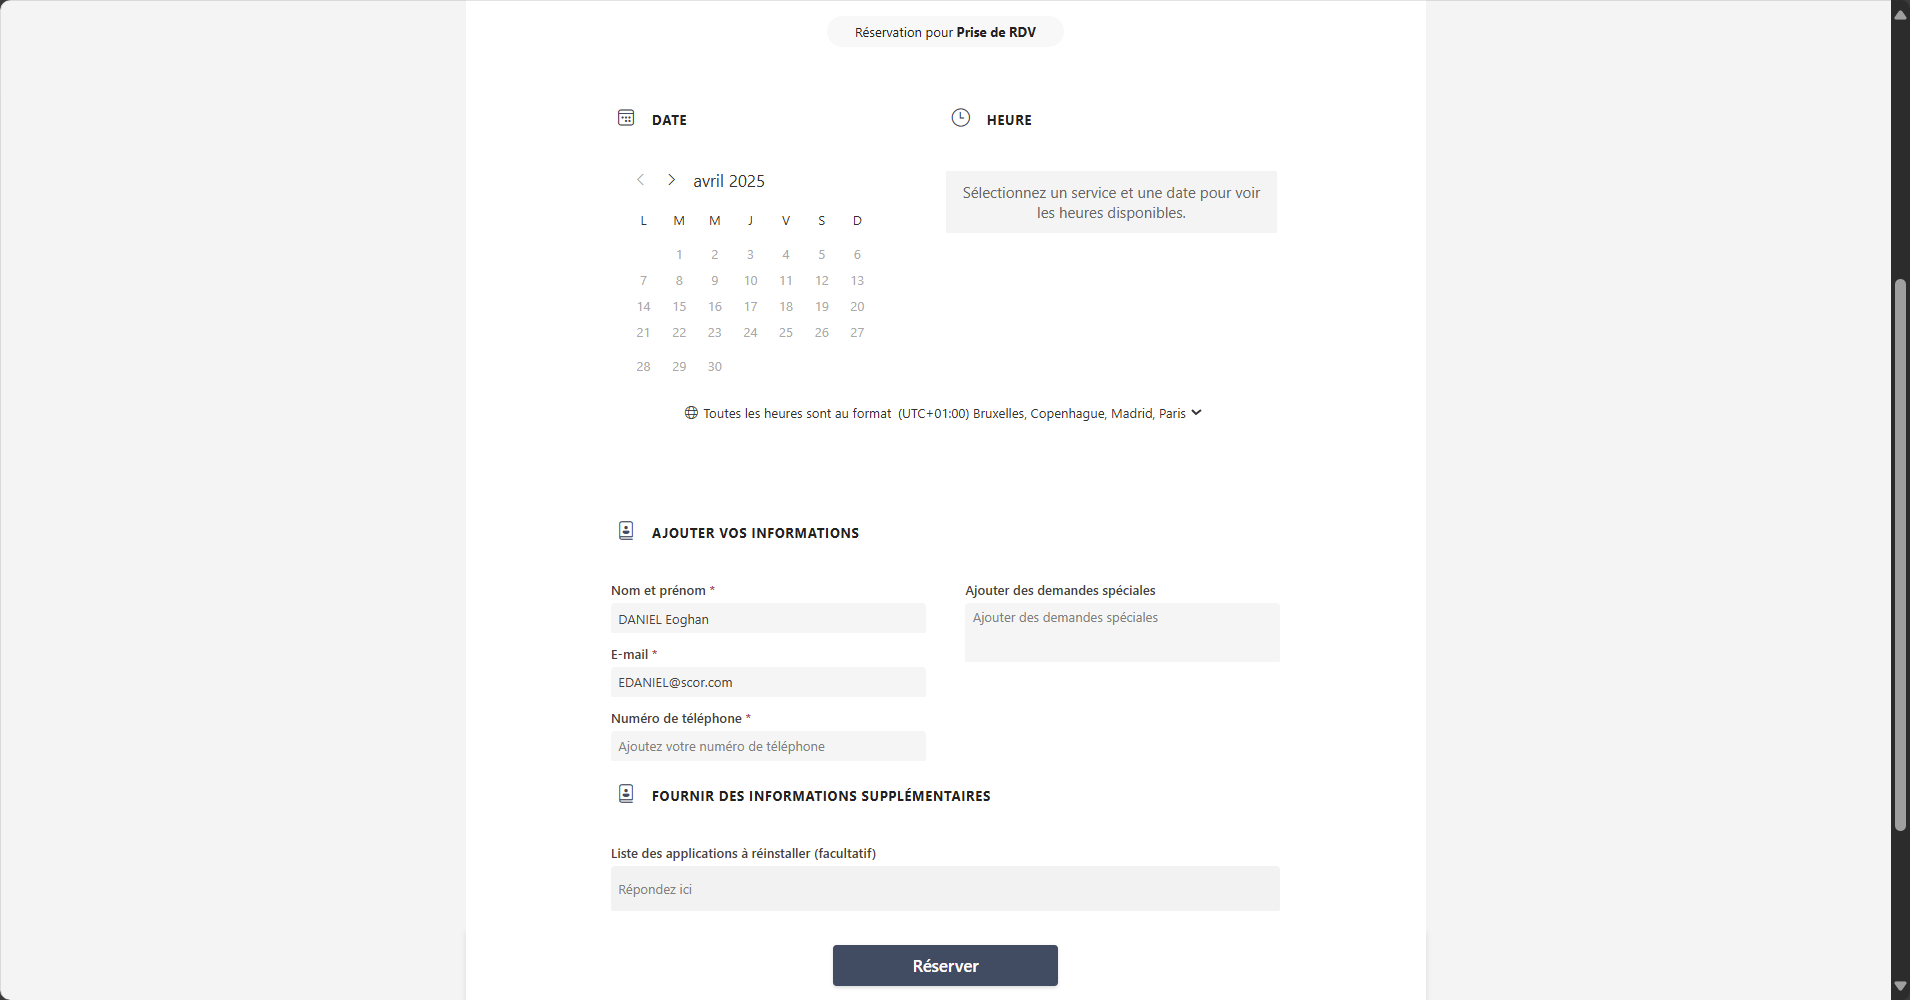 Réservation pour Prise de RDV
DATE
HEURE
avril 2025
L M M J V S D
1 2 3 4 5 6
7 8 9 10 11 12 13
14 15 16 17 18 19 20
21 22 23 24 25 26 27
28 29 30
Sélectionnez un service et une date pour voir
les heures disponibles.
Toutes les heures sont au format (UTC+01:00) Bruxelles, Copenhague, Madrid, Paris
AJOUTER VOS INFORMATIONS
Nom et prénom *
DANIEL Eoghan
E-mail *
EDANIEL@scor.com
Numéro de téléphone *
Ajoutez votre numéro de téléphone
Ajouter des demandes spéciales
Ajouter des demandes spéciales
FOURNIR DES INFORMATIONS SUPPLÉMENTAIRES
Liste des applications à réinstaller (facultatif)
Répondez ici
Réserver